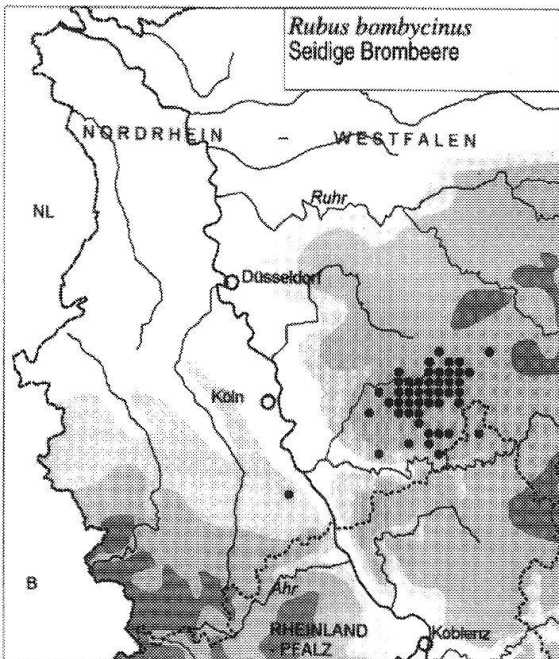 Rubus bombycinus
Seidige Brombeere
NORDRHEIN – WESTFALEN
Ruhr
NL
Düsseldorf
Köln
B
Ahr
RHEINLAND
- PFALZ
Koblenz